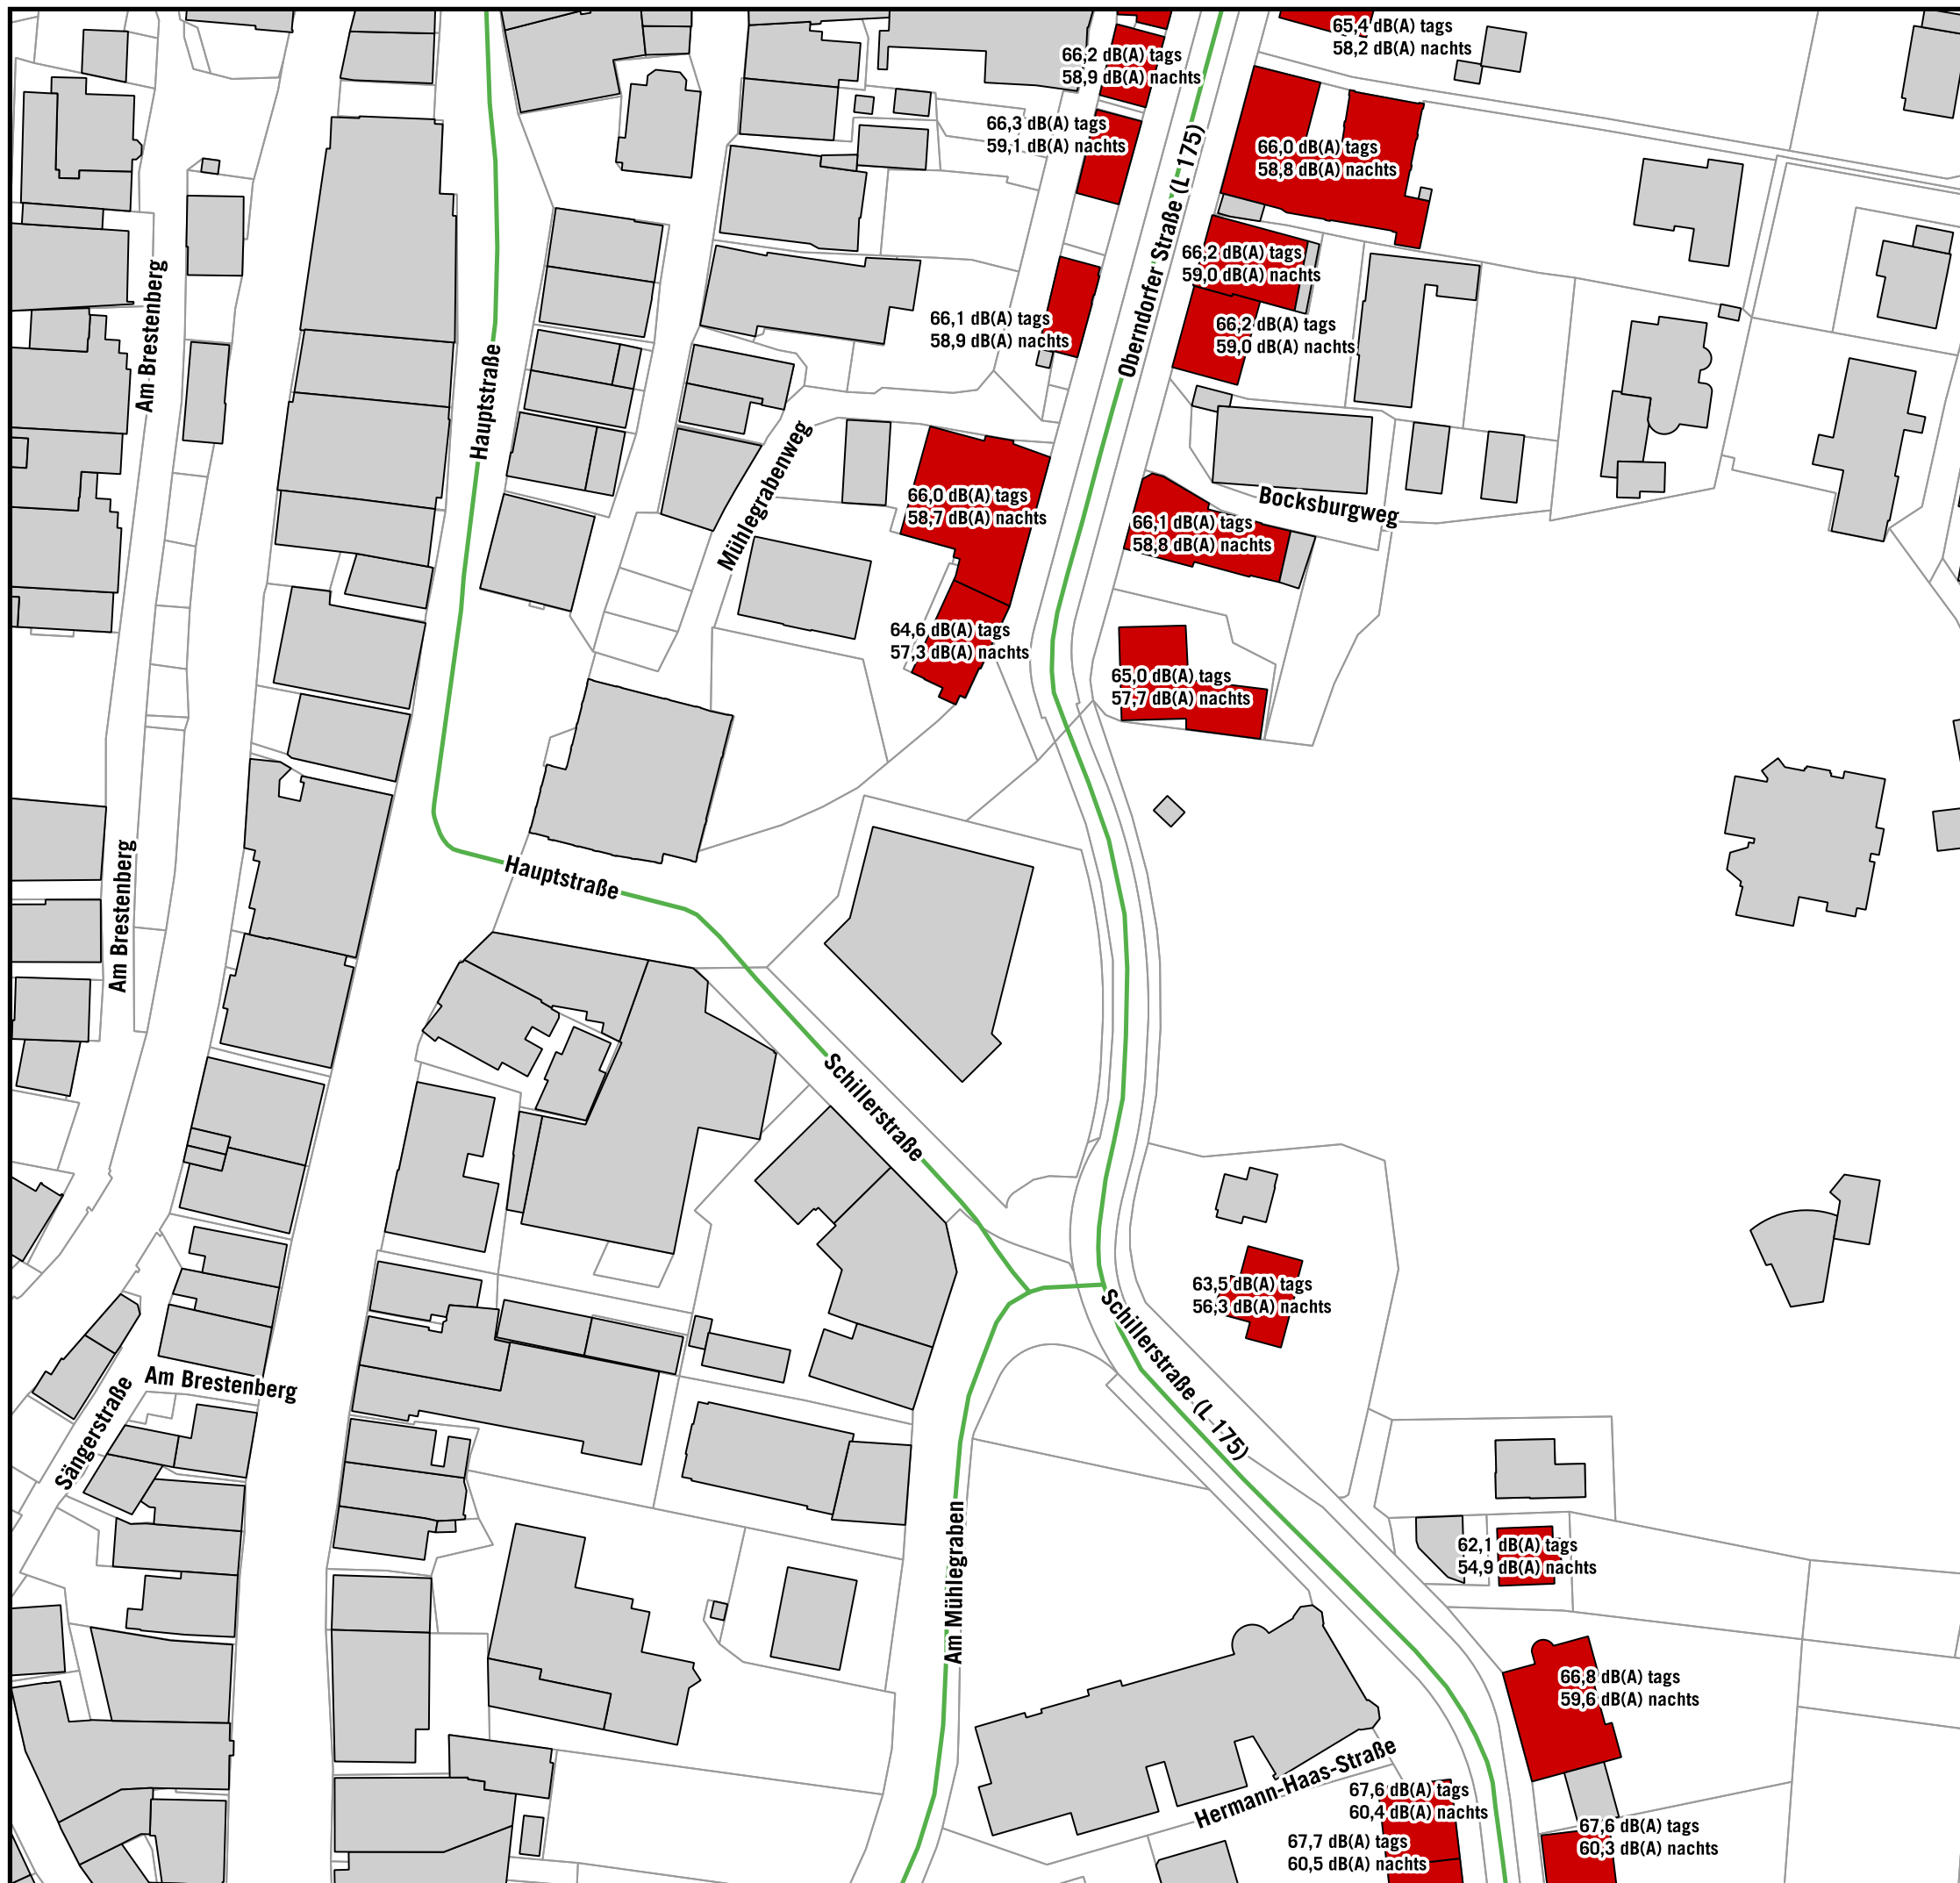 65,4 dB(A) tags
58,2 dB(A) nachts
66,2 dB(A) tags
58,9 dB(A) nachts
66,3 dB(A) tags
59,1 dB(A) nachts
66,0 dB(A) tags
58,8 dB(A) nachts
Oberndorfer Straße (L 175)
66,2 dB(A) tags
59,0 dB(A) nachts
66,1 dB(A) tags
58,9 dB(A) nachts
66,2 dB(A) tags
59,0 dB(A) nachts
Am Brestenberg
Hauptstraße
Mühlegrabenweg
66,0 dB(A) tags
58,7 dB(A) nachts
Bocksburgweg
66,1 dB(A) tags
58,8 dB(A) nachts
64,6 dB(A) tags
57,3 dB(A) nachts
65,0 dB(A) tags
57,7 dB(A) nachts
Hauptstraße
Am Brestenberg
Schillerstraße
63,5 dB(A) tags
56,3 dB(A) nachts
Schillerstraße (L 175)
Am Brestenberg
Sängerstraße
62,1 dB(A) tags
54,9 dB(A) nachts
Am Mühlegraben
66,8 dB(A) tags
59,6 dB(A) nachts
Hermann-Haas-Straße
67,6 dB(A) tags
60,4 dB(A) nachts
67,6 dB(A) tags
60,3 dB(A) nachts
67,7 dB(A) tags
60,5 dB(A) nachts